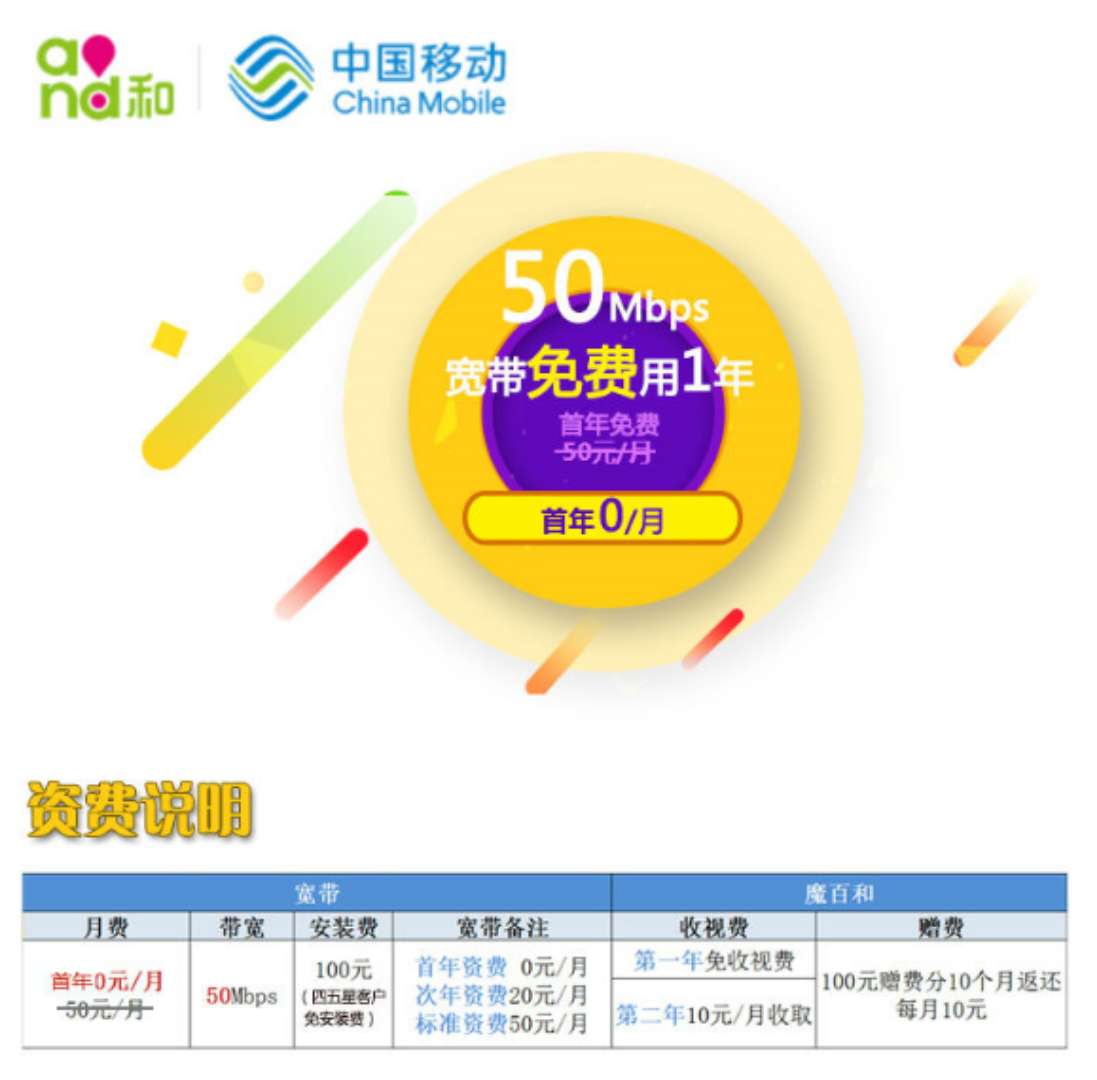 and和
中国移动
China Mobile
50Mbps
宽带免费用1年
首年免费
50元/月
首年0/月
资费说明
宽带 魔百和
月费 带宽 安装费 宽带备注 收视费 赠费
首年0元/月
50元/月
50Mbps
100元
(四五星客户
免安装费)
首年资费 0元/月
次年资费20元/月
标准资费50元/月
第一年免收视费
第二年10元/月收取
100元赠费分10个月返还
每月10元